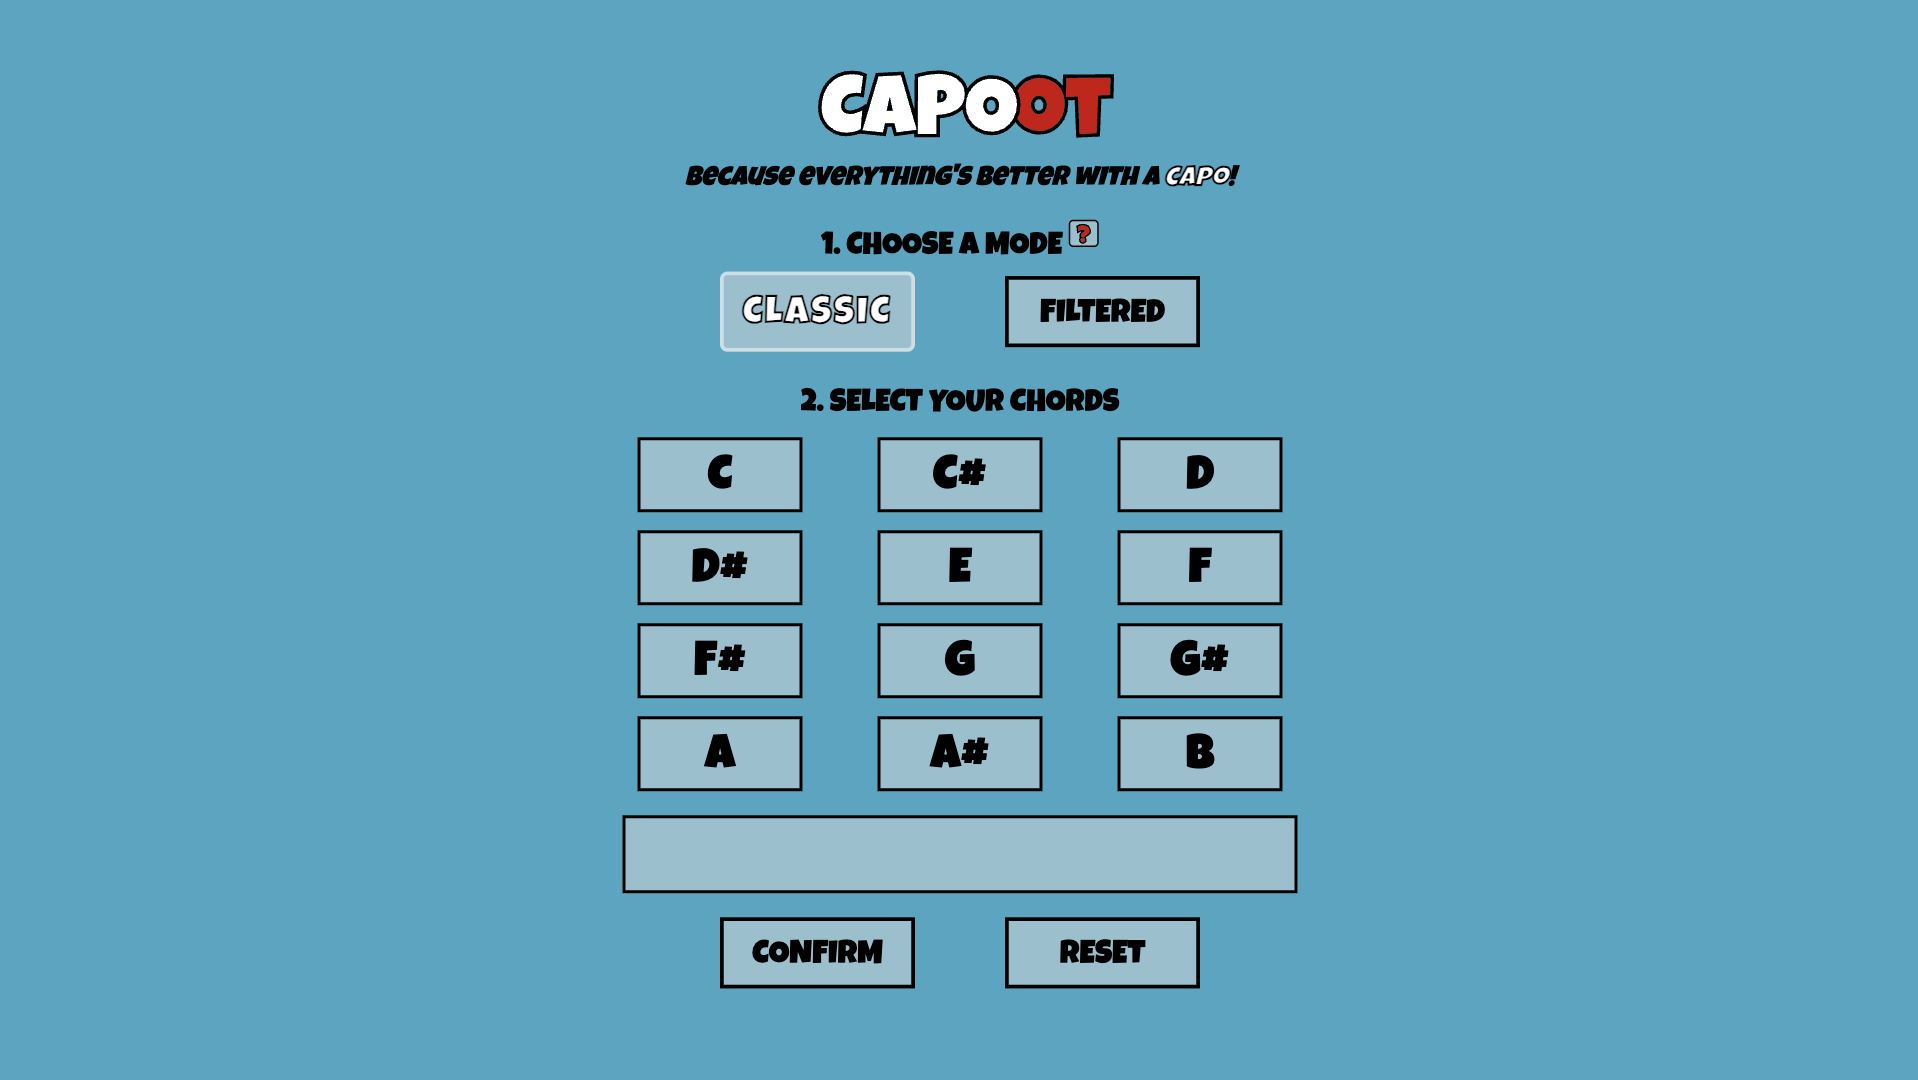 CAPOOT
BECAUSE EVERYTHING'S BETTER WITH A CAPO!
1. CHOOSE A MODE ?
CLASSIC FILTERED
2. SELECT YOUR CHORDS
C C# D
D# E F
F# G G#
A A# B
CONFIRM RESET